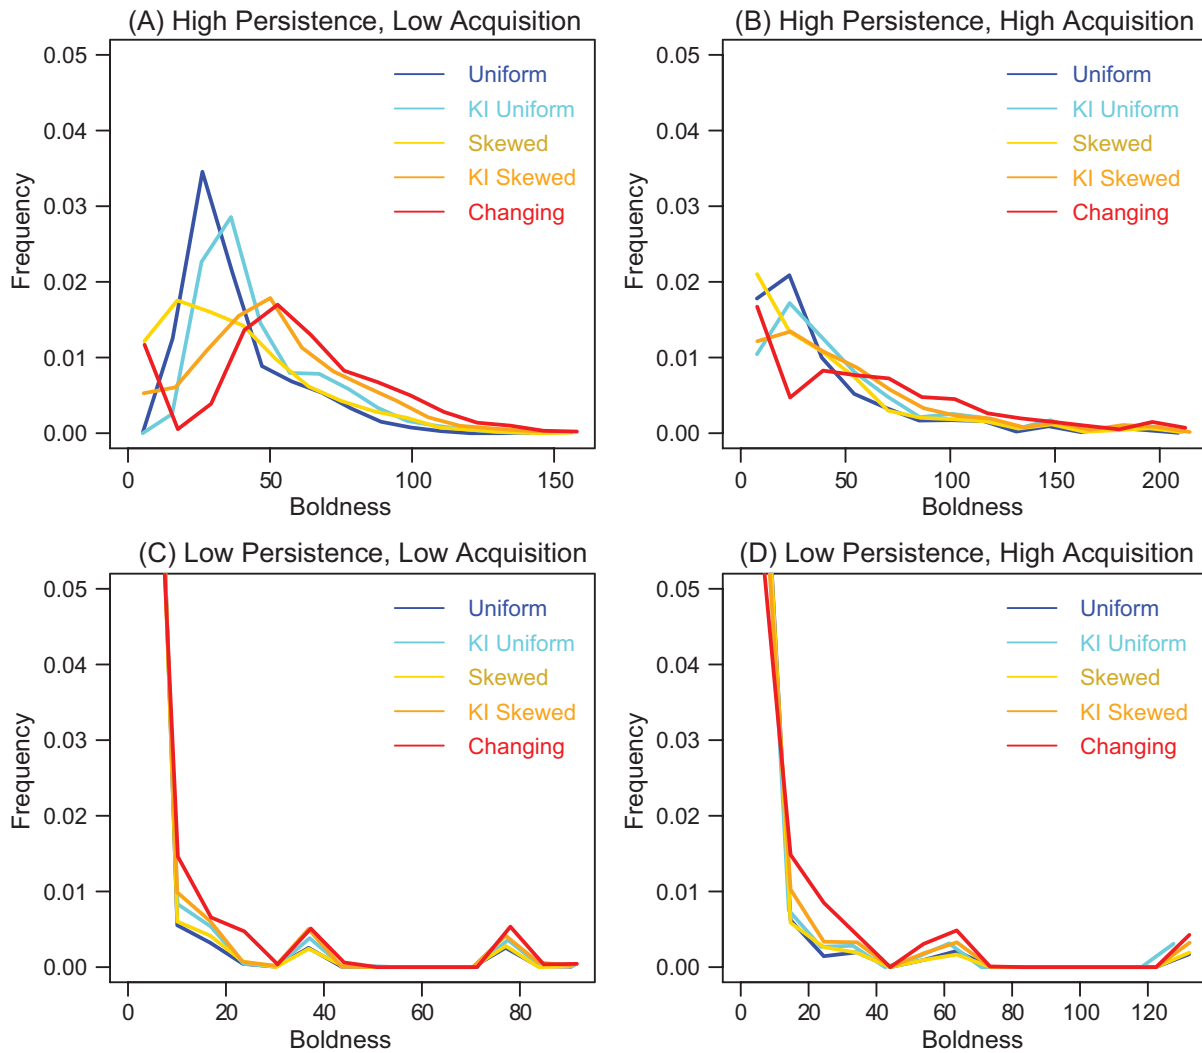 (A) High Persistence, Low Acquisition
0.05
0.04
0.03
0.02
0.01
0.00
Frequency
Uniform
KI Uniform
Skewed
KI Skewed
Changing
0 50 100 150
Boldness
(B) High Persistence, High Acquisition
0.05
0.04
0.03
0.02
0.01
0.00
Frequency
Uniform
KI Uniform
Skewed
KI Skewed
Changing
0 50 100 150 200
Boldness
(C) Low Persistence, Low Acquisition
0.05
0.04
0.03
0.02
0.01
0.00
Frequency
Uniform
KI Uniform
Skewed
KI Skewed
Changing
0 20 40 60 80
Boldness
(D) Low Persistence, High Acquisition
0.05
0.04
0.03
0.02
0.01
0.00
Frequency
Uniform
KI Uniform
Skewed
KI Skewed
Changing
0 20 40 60 80 100 120
Boldness